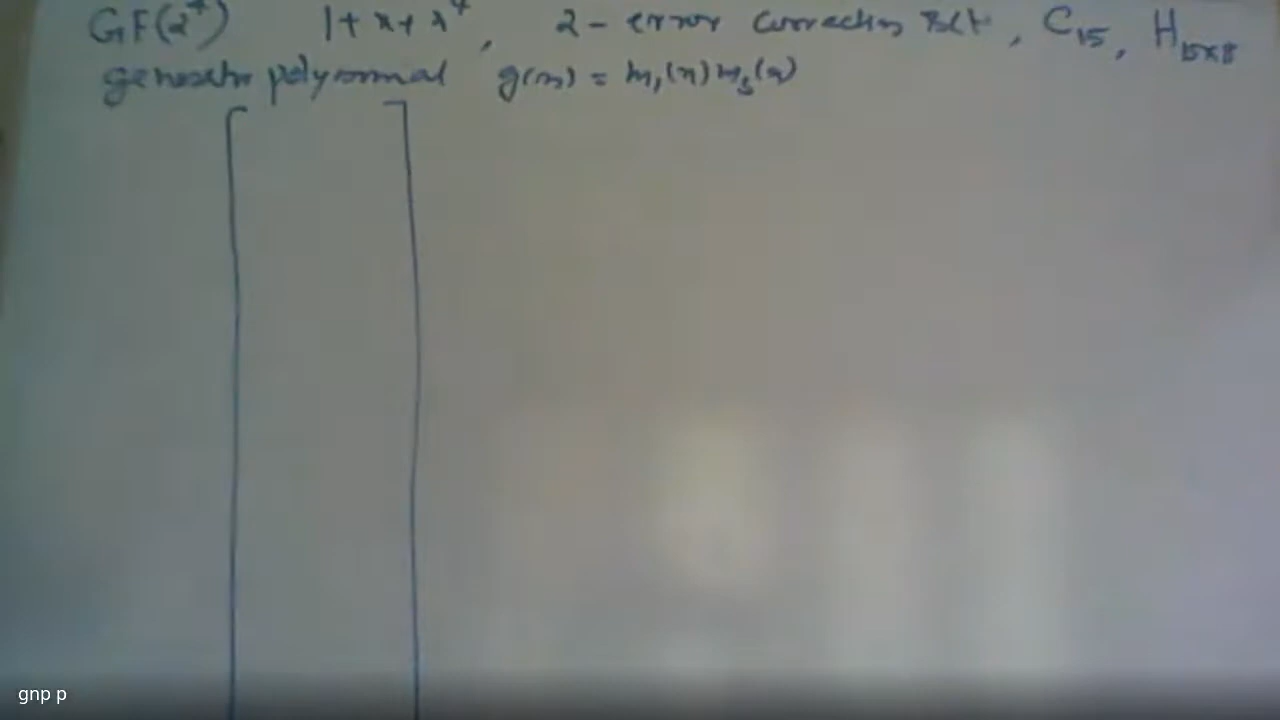 GF(2⁴) 1+x+x⁴, 2-error correcting BCH, C₁₅, H₁₅ₓ₈
generator polynomial g(x) = m₁(x) m₃(x)
gnp p